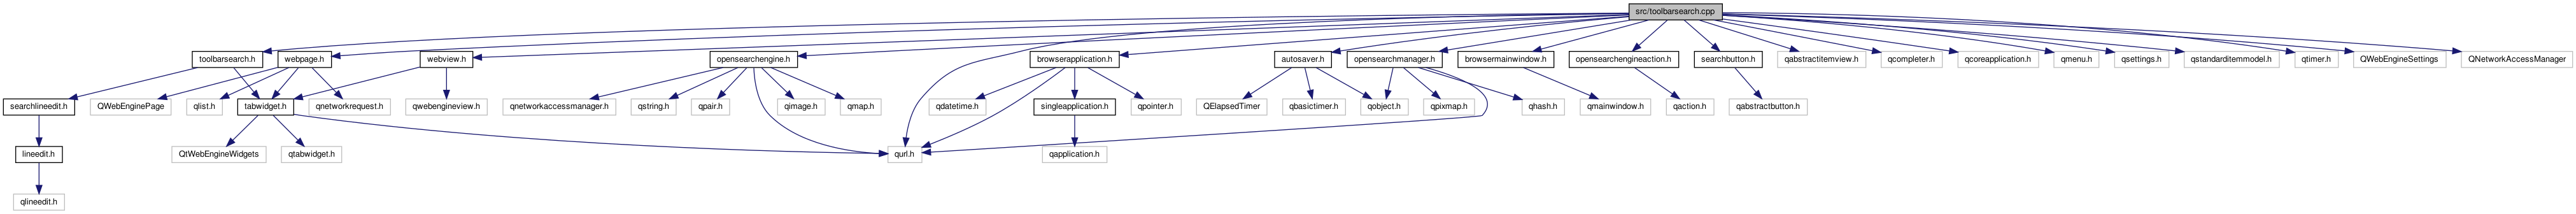 src/toolbarsearch.cpp
toolbarsearch.h
webpage.h
webview.h
opensearchengine.h
browserapplication.h
autosaver.h
opensearchmanager.h
browsermainwindow.h
opensearchengineaction.h
searchbutton.h
qabstractitemview.h
qcompleter.h
qcoreapplication.h
qmenu.h
qsettings.h
qstandarditemmodel.h
qtimer.h
QWebEngineSettings
QNetworkAccessManager
searchlineedit.h
QWebEnginePage
qlist.h
tabwidget.h
qnetworkrequest.h
qwebengineview.h
qnetworkaccessmanager.h
qstring.h
qpair.h
qimage.h
qmap.h
qdatetime.h
singleapplication.h
qpointer.h
QElapsedTimer
qbasictimer.h
qobject.h
qpixmap.h
qhash.h
qmainwindow.h
qaction.h
qabstractbutton.h
lineedit.h
QtWebEngineWidgets
qtabwidget.h
qurl.h
qapplication.h
qlineedit.h